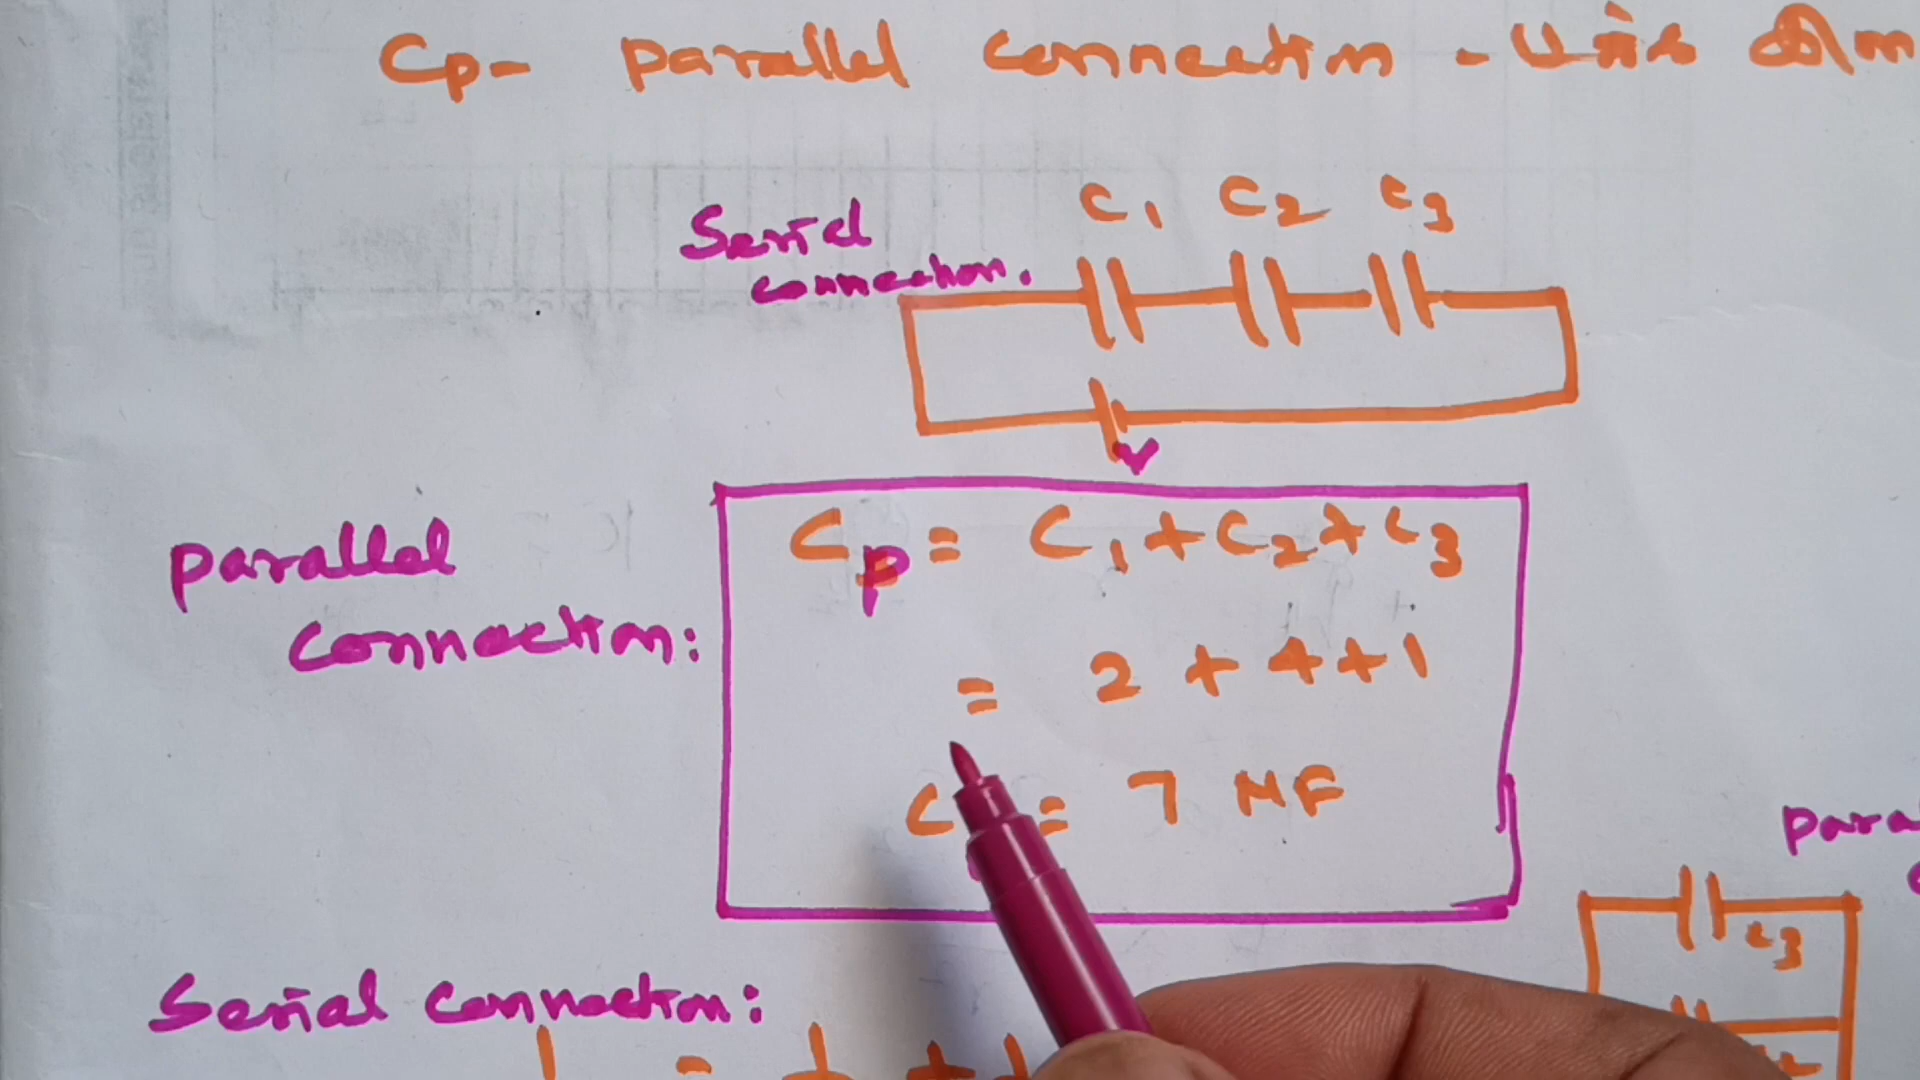 Cp- parallel connection -
C1 C2 C3
Serial
connection.
V
Parallel
connection:
Cp = C1+C2+C3
= 2 + 4+1
C = 7 MF
Para
C3
Serial connection: